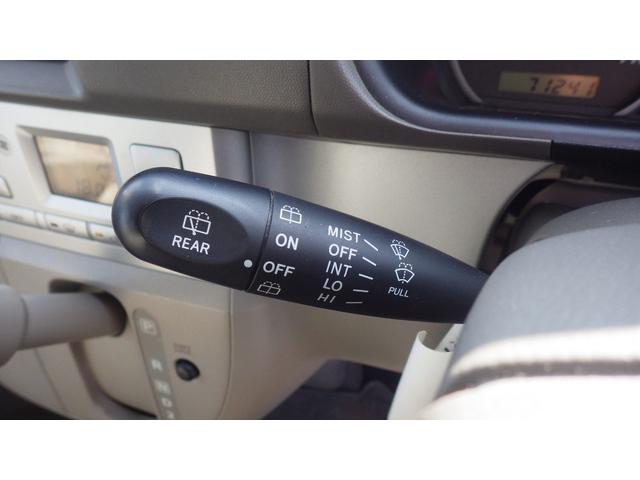 71241
REAR
ON
OFF
MIST
OFF
INT
LO
HI
PULL
P
R
N
D